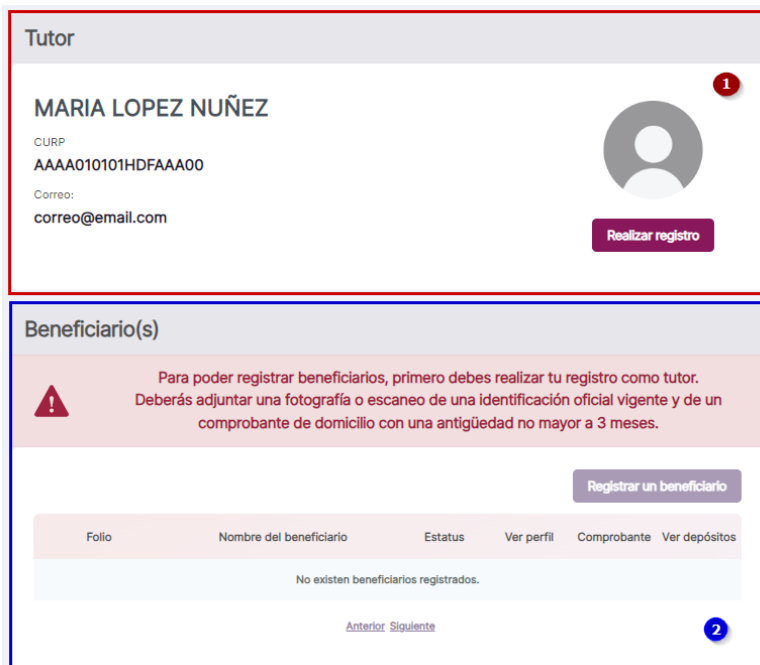 Tutor
1
MARIA LOPEZ NUÑEZ
CURP
AAAA010101HDFAAA00
Correo:
correo@email.com
Realizar registro
Beneficiario(s)
Para poder registrar beneficiarios, primero debes realizar tu registro como tutor.
Deberás adjuntar una fotografía o escaneo de una identificación oficial vigente y de un
comprobante de domicilio con una antigüedad no mayor a 3 meses.
Registrar un beneficiario
Folio Nombre del beneficiario Estatus Ver perfil Comprobante Ver depósitos
No existen beneficiarios registrados.
Anterior Siguiente
2